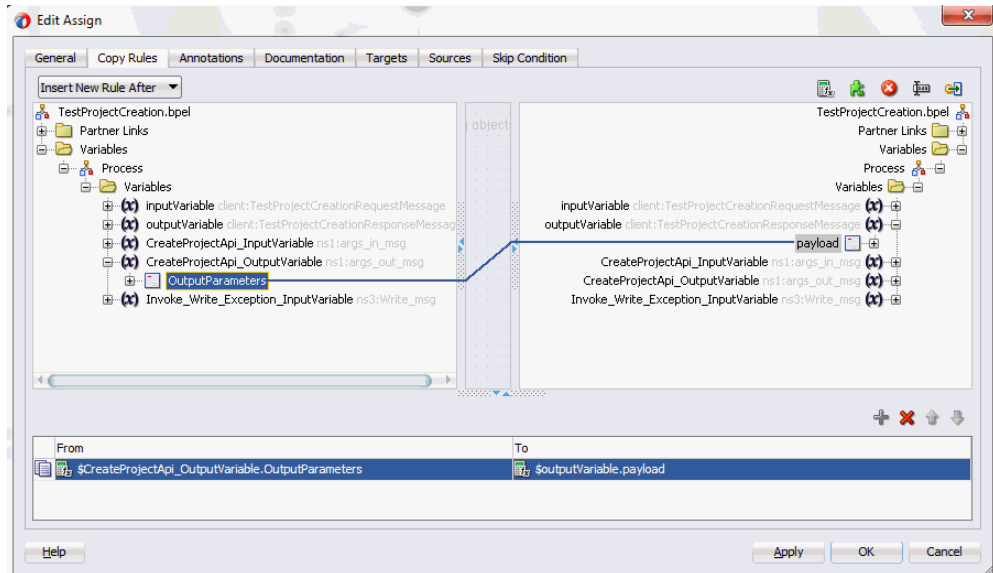 Edit Assign
General Copy Rules Annotations Documentation Targets Sources Skip Condition
Insert New Rule After
TestProjectCreation.bpel
Partner Links
Variables
Process
Variables
inputVariable client:TestProjectCreationRequestMessage
outputVariable client:TestProjectCreationResponseMessag
CreateProjectApi_InputVariable ns1:args_in_msg
CreateProjectApi_OutputVariable ns1:args_out_msg
OutputParameters
Invoke_Write_Exception_InputVariable ns3:Write_msg
objects
TestProjectCreation.bpel
Partner Links
Variables
Process
Variables
inputVariable client:TestProjectCreationRequestMessage
outputVariable client:TestProjectCreationResponseMessage
payload
CreateProjectApi_InputVariable ns1:args_in_msg
CreateProjectApi_OutputVariable ns1:args_out_msg
Invoke_Write_Exception_InputVariable ns3:Write_msg
From To
$CreateProjectApi_OutputVariable.OutputParameters $outputVariable.payload
Help Apply OK Cancel